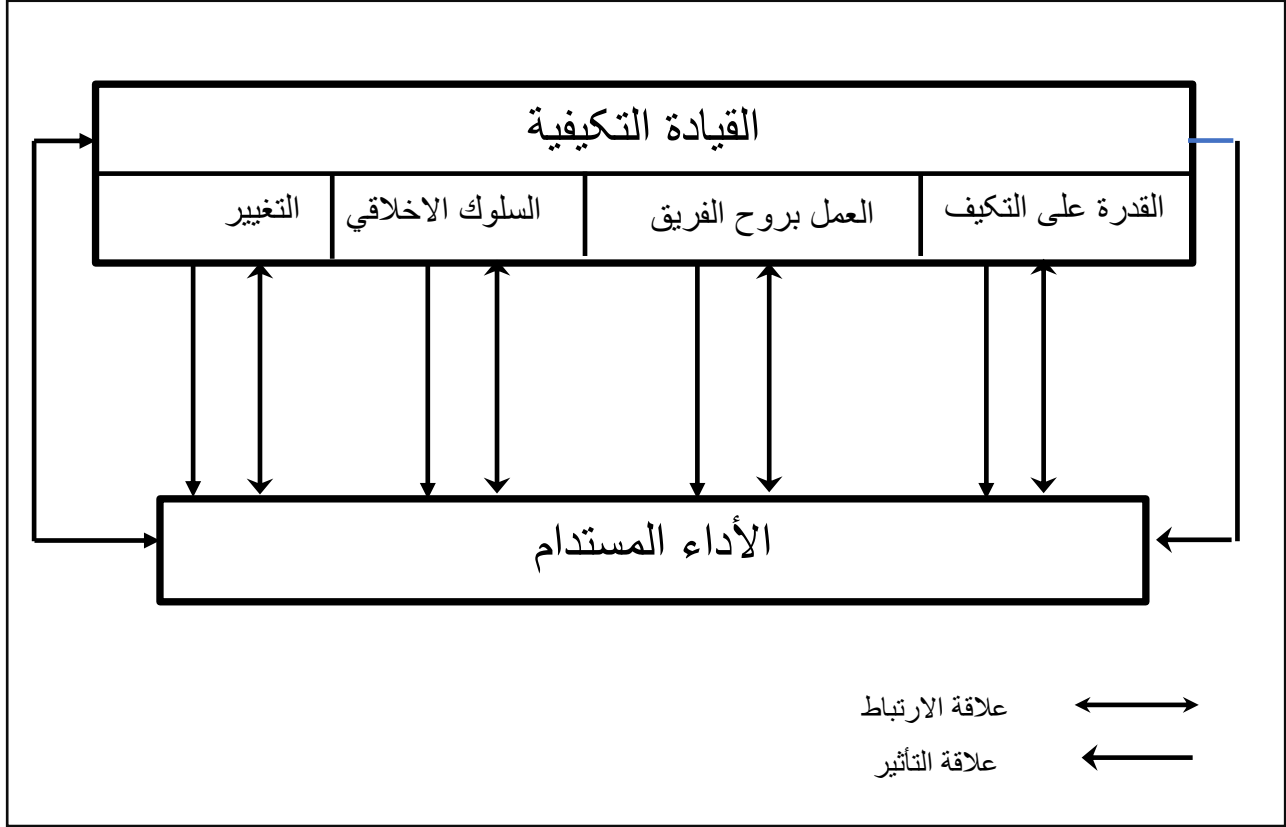 القيادة التكيفية
القدرة على التكيف
العمل بروح الفريق
السلوك الاخلاقي
التغيير
الأداء المستدام
علاقة الارتباط
علاقة التأثير